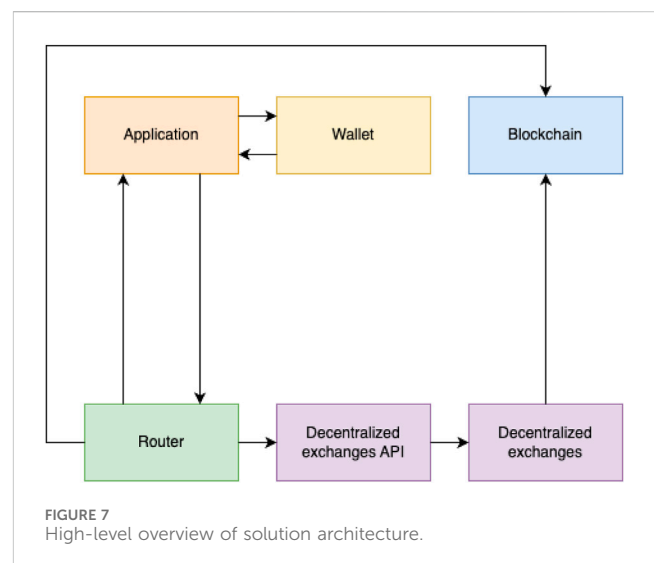 Application
Wallet
Blockchain
Router
Decentralized
exchanges API
Decentralized
exchanges
FIGURE 7
High-level overview of solution architecture.